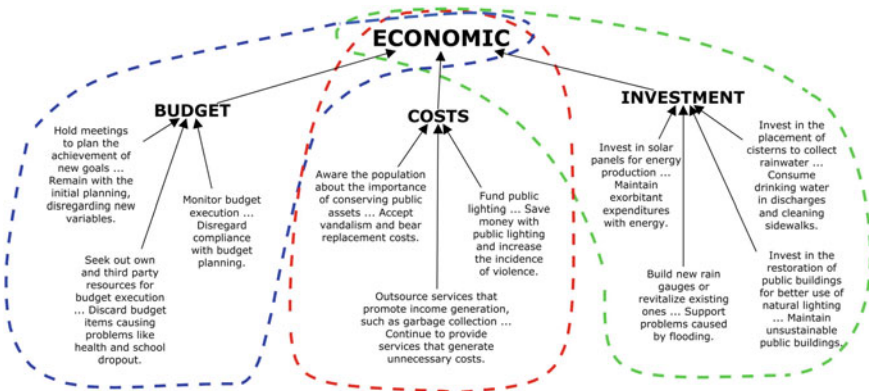 ECONOMIC
BUDGET
Hold meetings
to plan the
achievement of
new goals ...
Remain with the
initial planning,
disregarding new
variables.
Monitor budget
execution ...
Disregard
compliance
with budget
planning.
Seek out own
and third party
resources for
budget execution
... Discard budget
items causing
problems like
health and school
dropout.
COSTS
Aware the population
about the importance
of conserving public
assets ... Accept
vandalism and bear
replacement costs.
Fund public
lighting ... Save
money with
public lighting
and increase
the incidence
of violence.
Outsource services that
promote income generation,
such as garbage collection ...
Continue to provide
services that generate
unnecessary costs.
INVESTMENT
Invest in solar
panels for energy
production ...
Maintain
exorbitant
expenditures
with energy.
Invest in the
placement of
cisterns to collect
rainwater ...
Consume
drinking water
in discharges
and cleaning
sidewalks.
Build new rain
gauges or
revitalize existing
ones ... Support
problems caused
by flooding.
Invest in the
restoration of
public buildings
for better use of
natural lighting
... Maintain
unsustainable
public buildings.